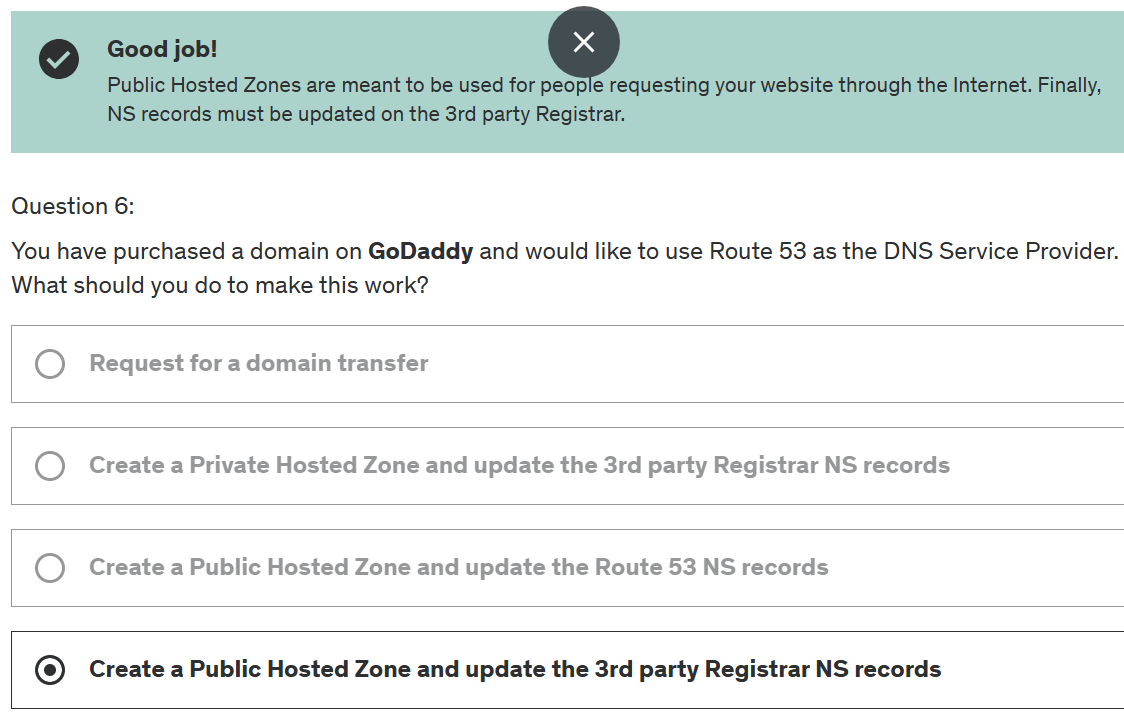 Good job!
Public Hosted Zones are meant to be used for people requesting your website through the Internet. Finally,
NS records must be updated on the 3rd party Registrar.
Question 6:
You have purchased a domain on GoDaddy and would like to use Route 53 as the DNS Service Provider.
What should you do to make this work?
Request for a domain transfer
Create a Private Hosted Zone and update the 3rd party Registrar NS records
Create a Public Hosted Zone and update the Route 53 NS records
Create a Public Hosted Zone and update the 3rd party Registrar NS records